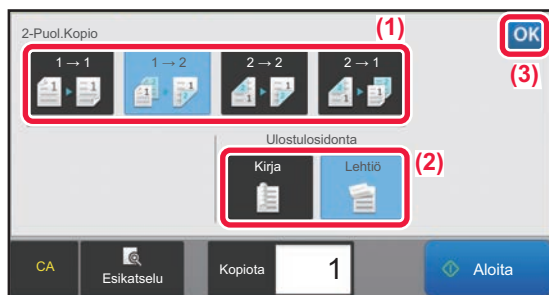 2-Puol.Kopio
(1)
OK
(3)
1 → 1
1 → 2
2 → 2
2 → 1
Ulostulosidonta
(2)
Kirja
Lehtiö
CA
Esikatselu
Kopiota
1
Aloita